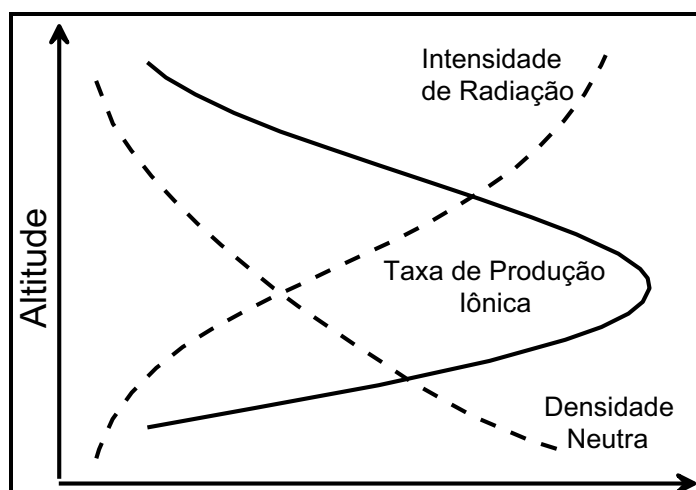 Intensidade
de Radiação
Altitude
Taxa de Produção
Iônica
Densidade
Neutra